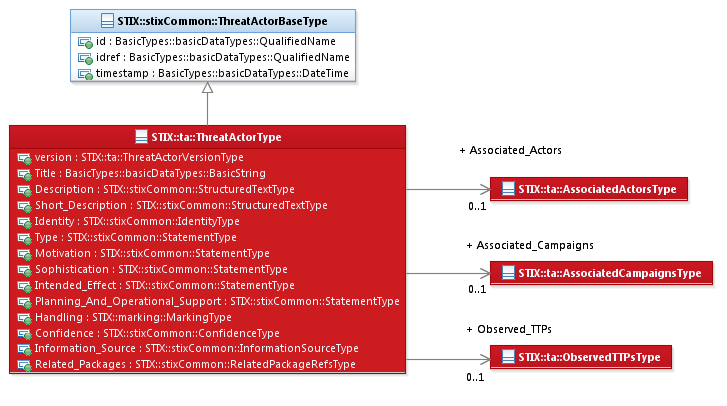 STIX::stixCommon::ThreatActorBaseType
id : BasicTypes::basicDataTypes::QualifiedName
idref : BasicTypes::basicDataTypes::QualifiedName
timestamp : BasicTypes::basicDataTypes::DateTime
STIX::ta::ThreatActorType
version : STIX::ta::ThreatActorVersionType
Title : BasicTypes::basicDataTypes::BasicString
Description : STIX::stixCommon::StructuredTextType
Short_Description : STIX::stixCommon::StructuredTextType
Identity : STIX::stixCommon::IdentityType
Type : STIX::stixCommon::StatementType
Motivation : STIX::stixCommon::StatementType
Sophistication : STIX::stixCommon::StatementType
Intended_Effect : STIX::stixCommon::StatementType
Planning_And_Operational_Support : STIX::stixCommon::StatementType
Handling : STIX::marking::MarkingType
Confidence : STIX::stixCommon::ConfidenceType
Information_Source : STIX::stixCommon::InformationSourceType
Related_Packages : STIX::stixCommon::RelatedPackageRefsType
+ Associated_Actors
STIX::ta::AssociatedActorsType
0..1
+ Associated_Campaigns
STIX::ta::AssociatedCampaignsType
0..1
+ Observed_TTPs
STIX::ta::ObservedTTPsType
0..1